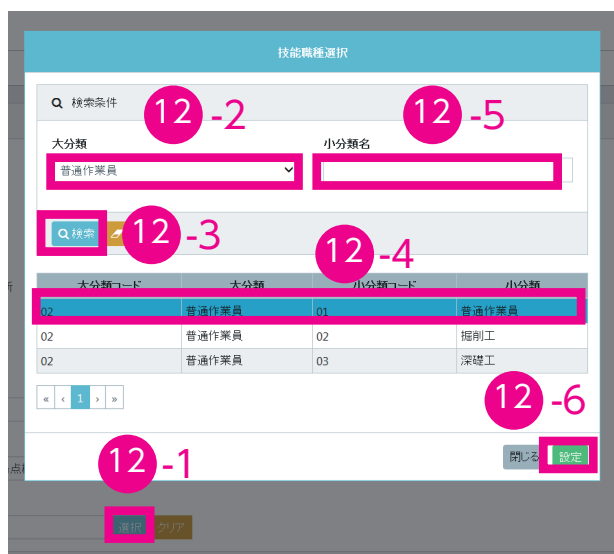 技能職種選択
検索条件
12 -2
12 -5
大分類
小分類名
普通作業員
検索
12 -3
12 -4
大分類コード 大分類 小分類コード 小分類
02 普通作業員 01 普通作業員
02 普通作業員 02 掘削工
02 普通作業員 03 深礎工
« ‹ 1 › »
12 -6
閉じる 設定
12 -1
選択 クリア